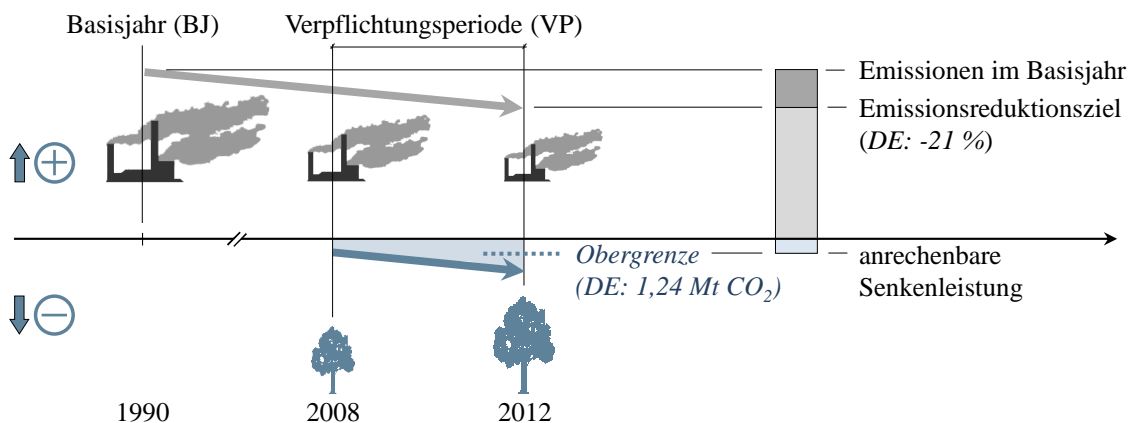 Basisjahr (BJ)
Verpflichtungsperiode (VP)
Emissionen im Basisjahr
Emissionsreduktionsziel
(DE: -21 %)
Obergrenze
(DE: 1,24 Mt CO₂)
anrechenbare
Senkenleistung
1990
2008
2012